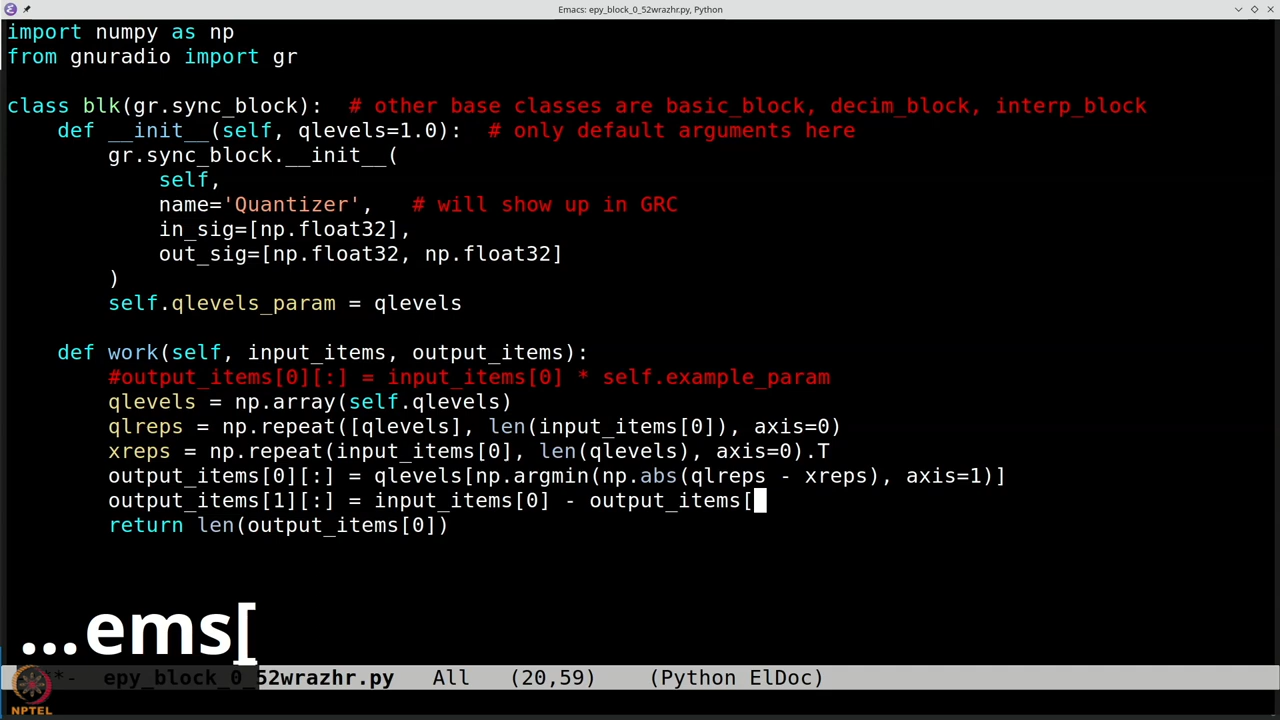 Emacs: epy_block_0_52wrazhr.py, Python
import numpy as np
from gnuradio import gr
class blk(gr.sync_block):  # other base classes are basic_block, decim_block, interp_block
    def __init__(self, qlevels=1.0):  # only default arguments here
        gr.sync_block.__init__(
            self,
            name='Quantizer',   # will show up in GRC
            in_sig=[np.float32],
            out_sig=[np.float32, np.float32]
        )
        self.qlevels_param = qlevels
    def work(self, input_items, output_items):
        #output_items[0][:] = input_items[0] * self.example_param
        qlevels = np.array(self.qlevels)
        qlreps = np.repeat([qlevels], len(input_items[0]), axis=0)
        xreps = np.repeat(input_items[0], len(qlevels), axis=0).T
        output_items[0][:] = qlevels[np.argmin(np.abs(qlreps - xreps), axis=1)]
        output_items[1][:] = input_items[0] - output_items[
        return len(output_items[0])
...ems[
*- epy_block_0_52wrazhr.py All (20,59) (Python ElDoc)
NPTEL